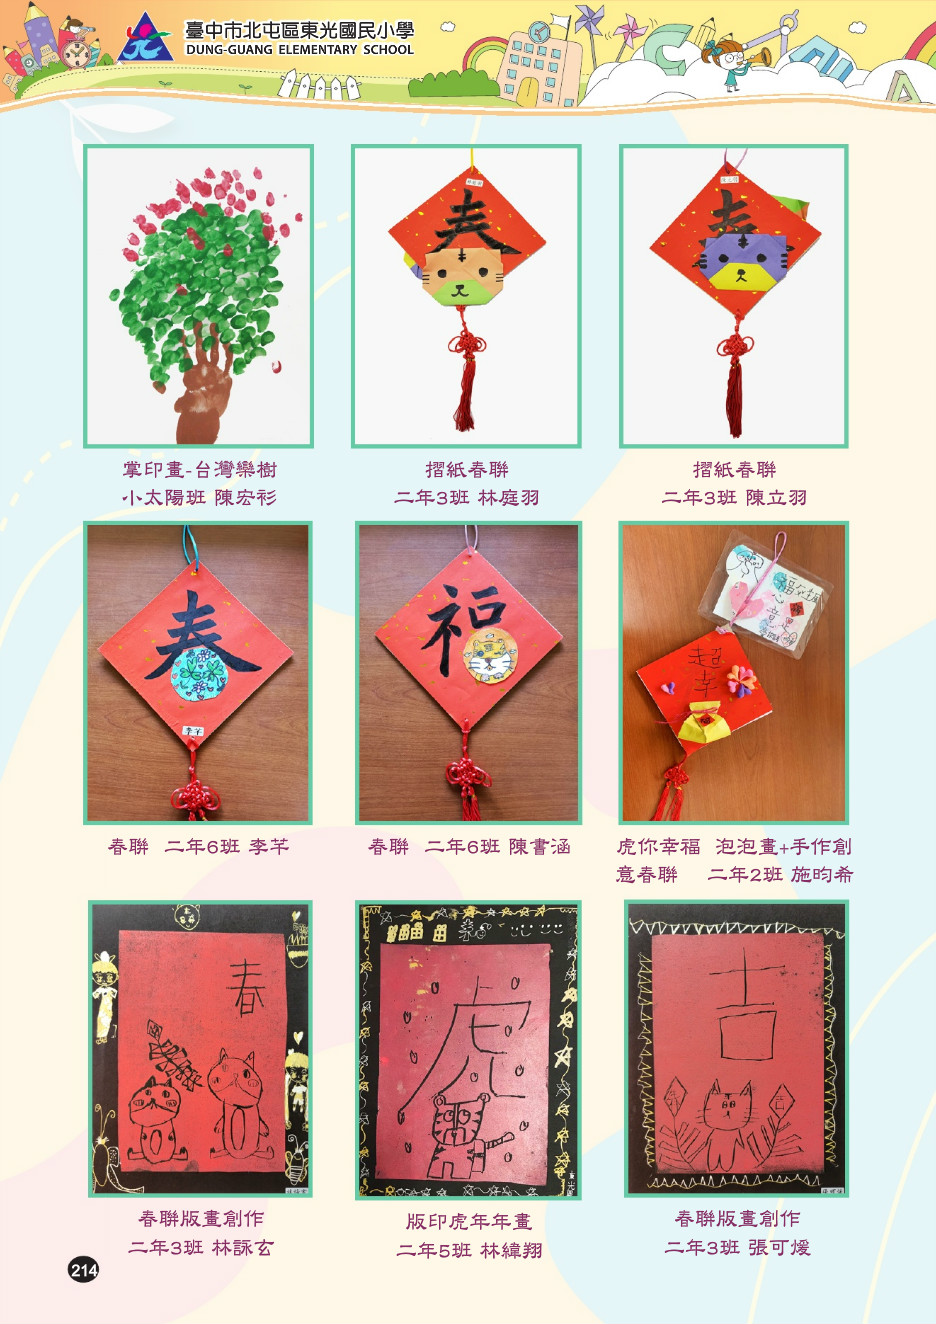 臺中市北屯區東光國民小學
DUNG-GUANG ELEMENTARY SCHOOL
春
春
掌印畫-台灣欒樹
小太陽班 陳宏衫
摺紙春聯
二年3班 林庭羽
摺紙春聯
二年3班 陳立羽
春
李芊
福
超
幸
春聯 二年6班 李芊
春聯 二年6班 陳書涵
虎你幸福 泡泡畫+手作創
意春聯 二年2班 施昀希
春
虎
吉
春聯版畫創作
二年3班 林詠玄
版印虎年年畫
二年5班 林緯翔
春聯版畫創作
二年3班 張可煖
214